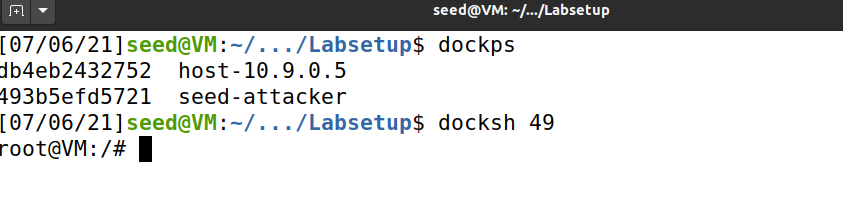 seed@VM: ~/.../Labsetup
[07/06/21]seed@VM:~/.../Labsetup$ dockps
db4eb2432752  host-10.9.0.5
493b5efd5721  seed-attacker
[07/06/21]seed@VM:~/.../Labsetup$ docksh 49
root@VM:/#